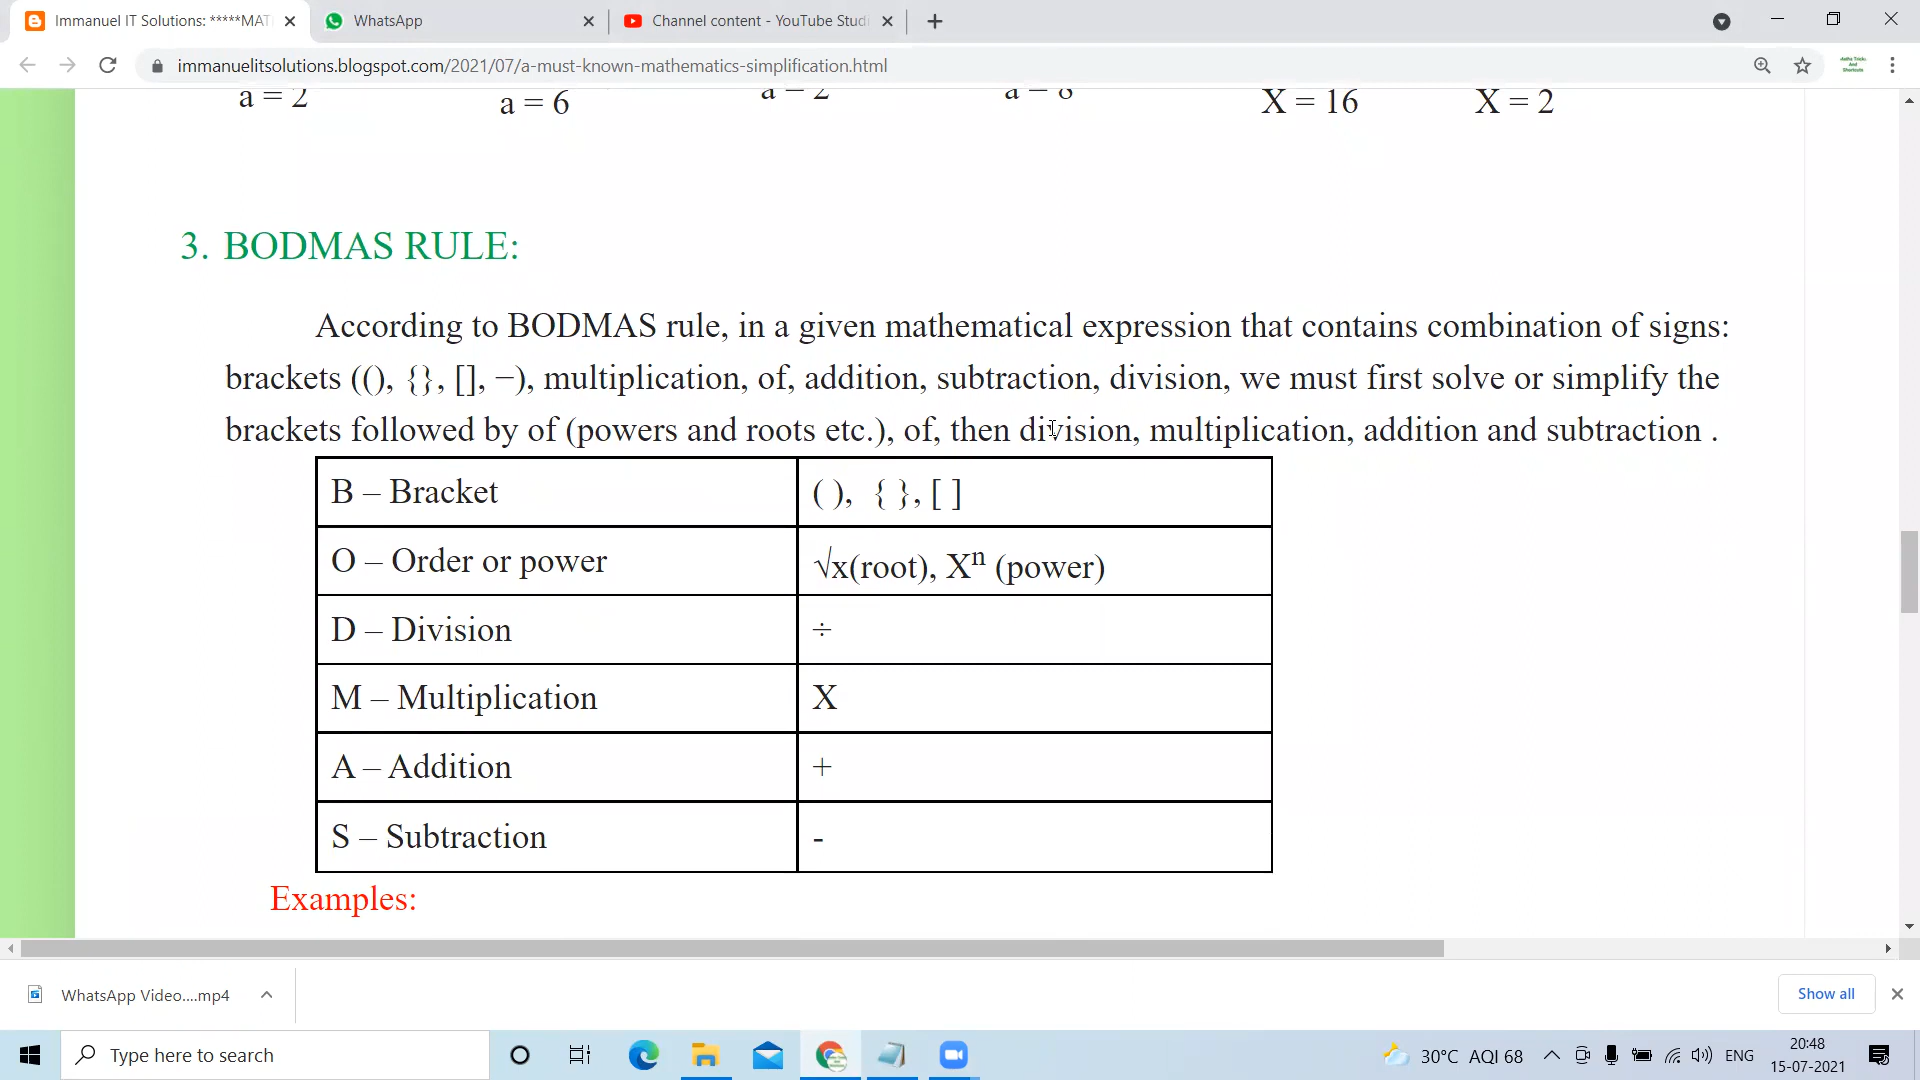 Immanuel IT Solutions: *****MAT
WhatsApp
Channel content - YouTube Studi
immanuelitsolutions.blogspot.com/2021/07/a-must-known-mathematics-simplification.html
a = 2
a = 6
a = 2
a = 8
X = 16
X = 2
3. BODMAS RULE:
According to BODMAS rule, in a given mathematical expression that contains combination of signs:
brackets ((), {}, [], −), multiplication, of, addition, subtraction, division, we must first solve or simplify the
brackets followed by of (powers and roots etc.), of, then division, multiplication, addition and subtraction .
B – Bracket
( ), { }, [ ]
O – Order or power
√x(root), Xⁿ (power)
D – Division
÷
M – Multiplication
X
A – Addition
+
S – Subtraction
-
Examples:
WhatsApp Video....mp4
Show all
Type here to search
30°C AQI 68
ENG
20:48
15-07-2021